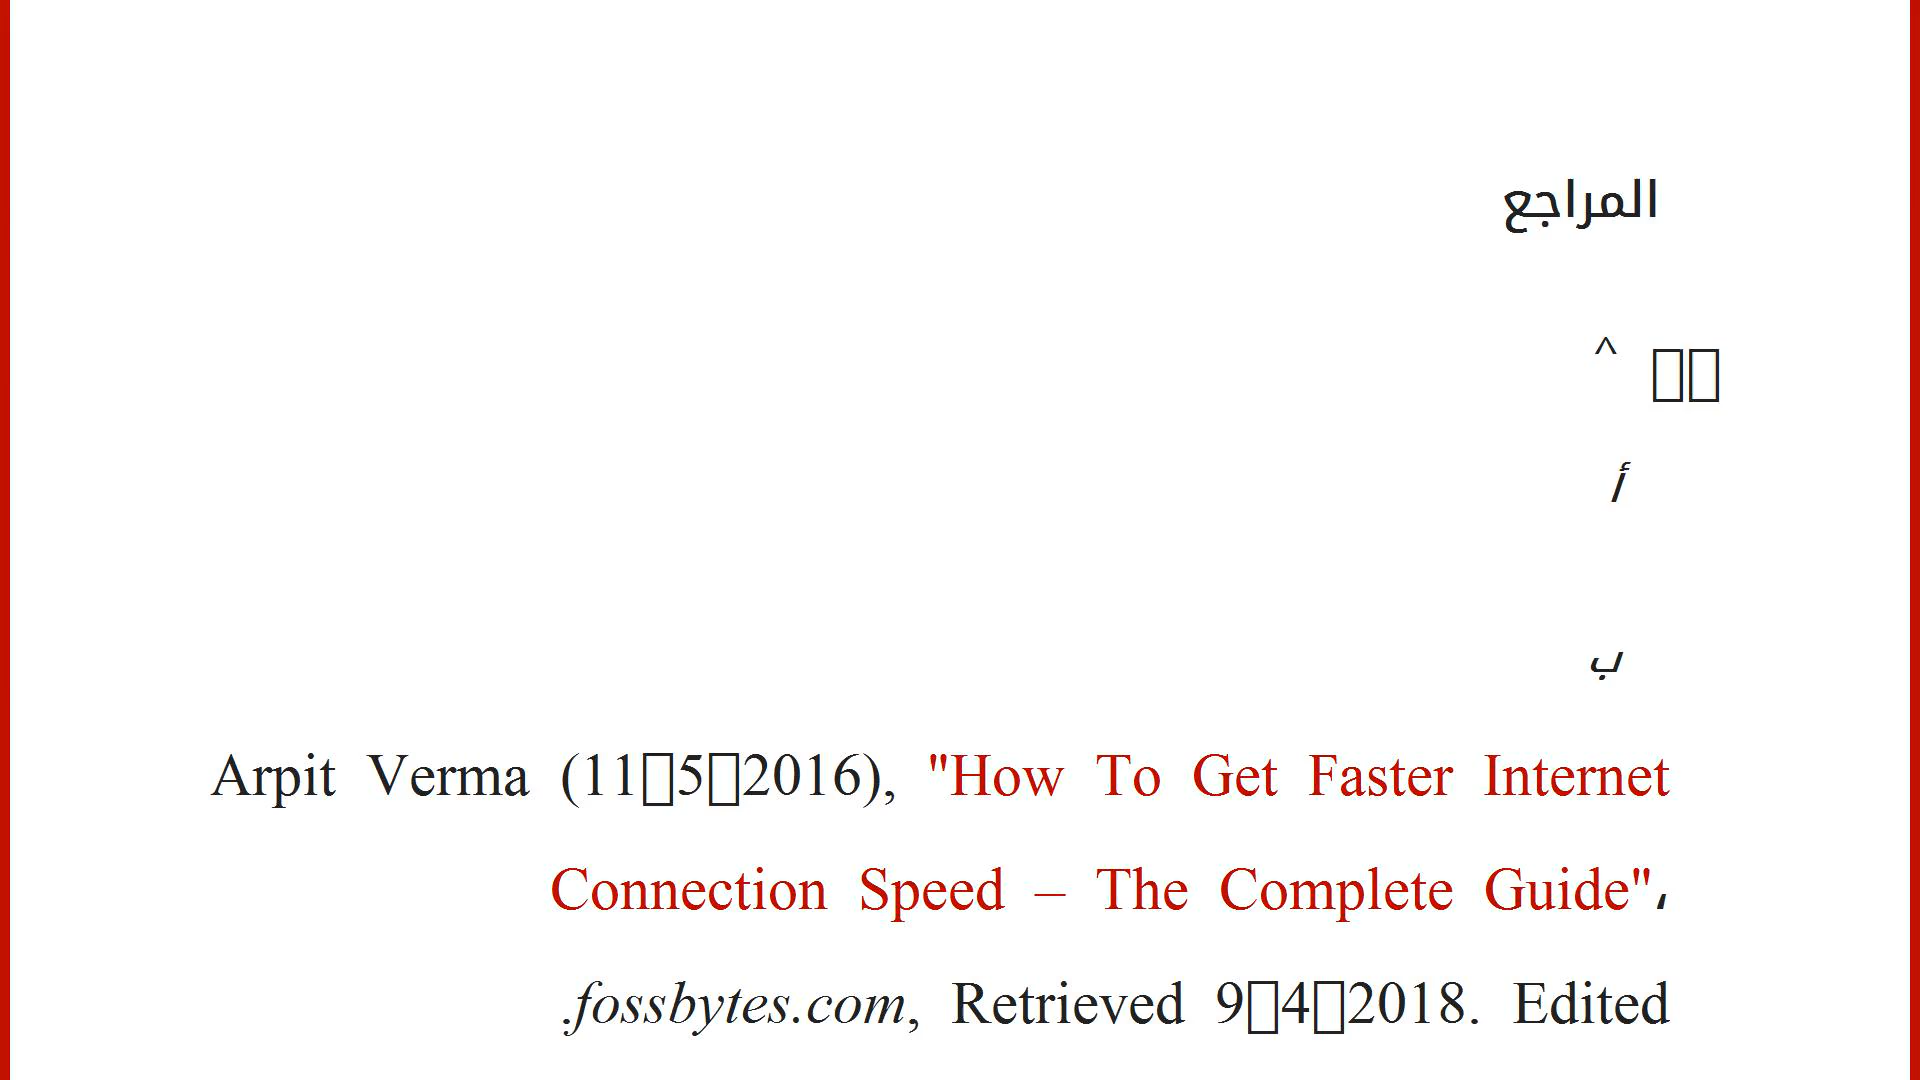 المراجع
^
أ
ب
Arpit Verma (11▯5▯2016), "How To Get Faster Internet
Connection Speed – The Complete Guide"،
.fossbytes.com, Retrieved 9▯4▯2018. Edited